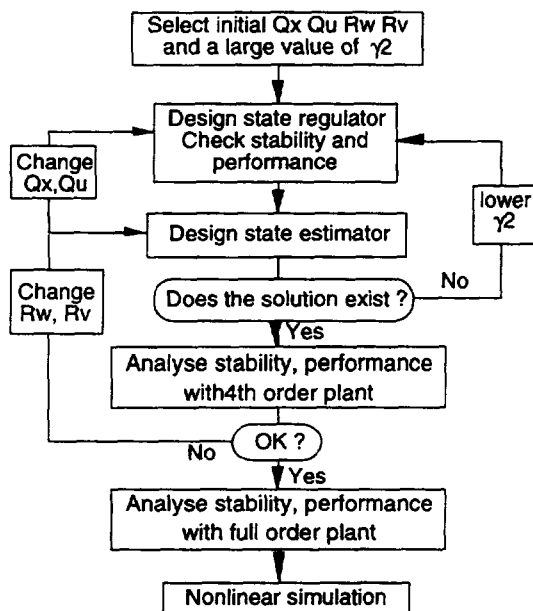 Select initial Qx Qu Rw Rv
and a large value of γ2
Design state regulator
Check stability and
performance
Change
Qx,Qu
lower
γ2
Design state estimator
Change
Rw, Rv
No
Does the solution exist ?
Yes
Analyse stability, performance
with4th order plant
OK ?
No
Yes
Analyse stability, performance
with full order plant
Nonlinear simulation